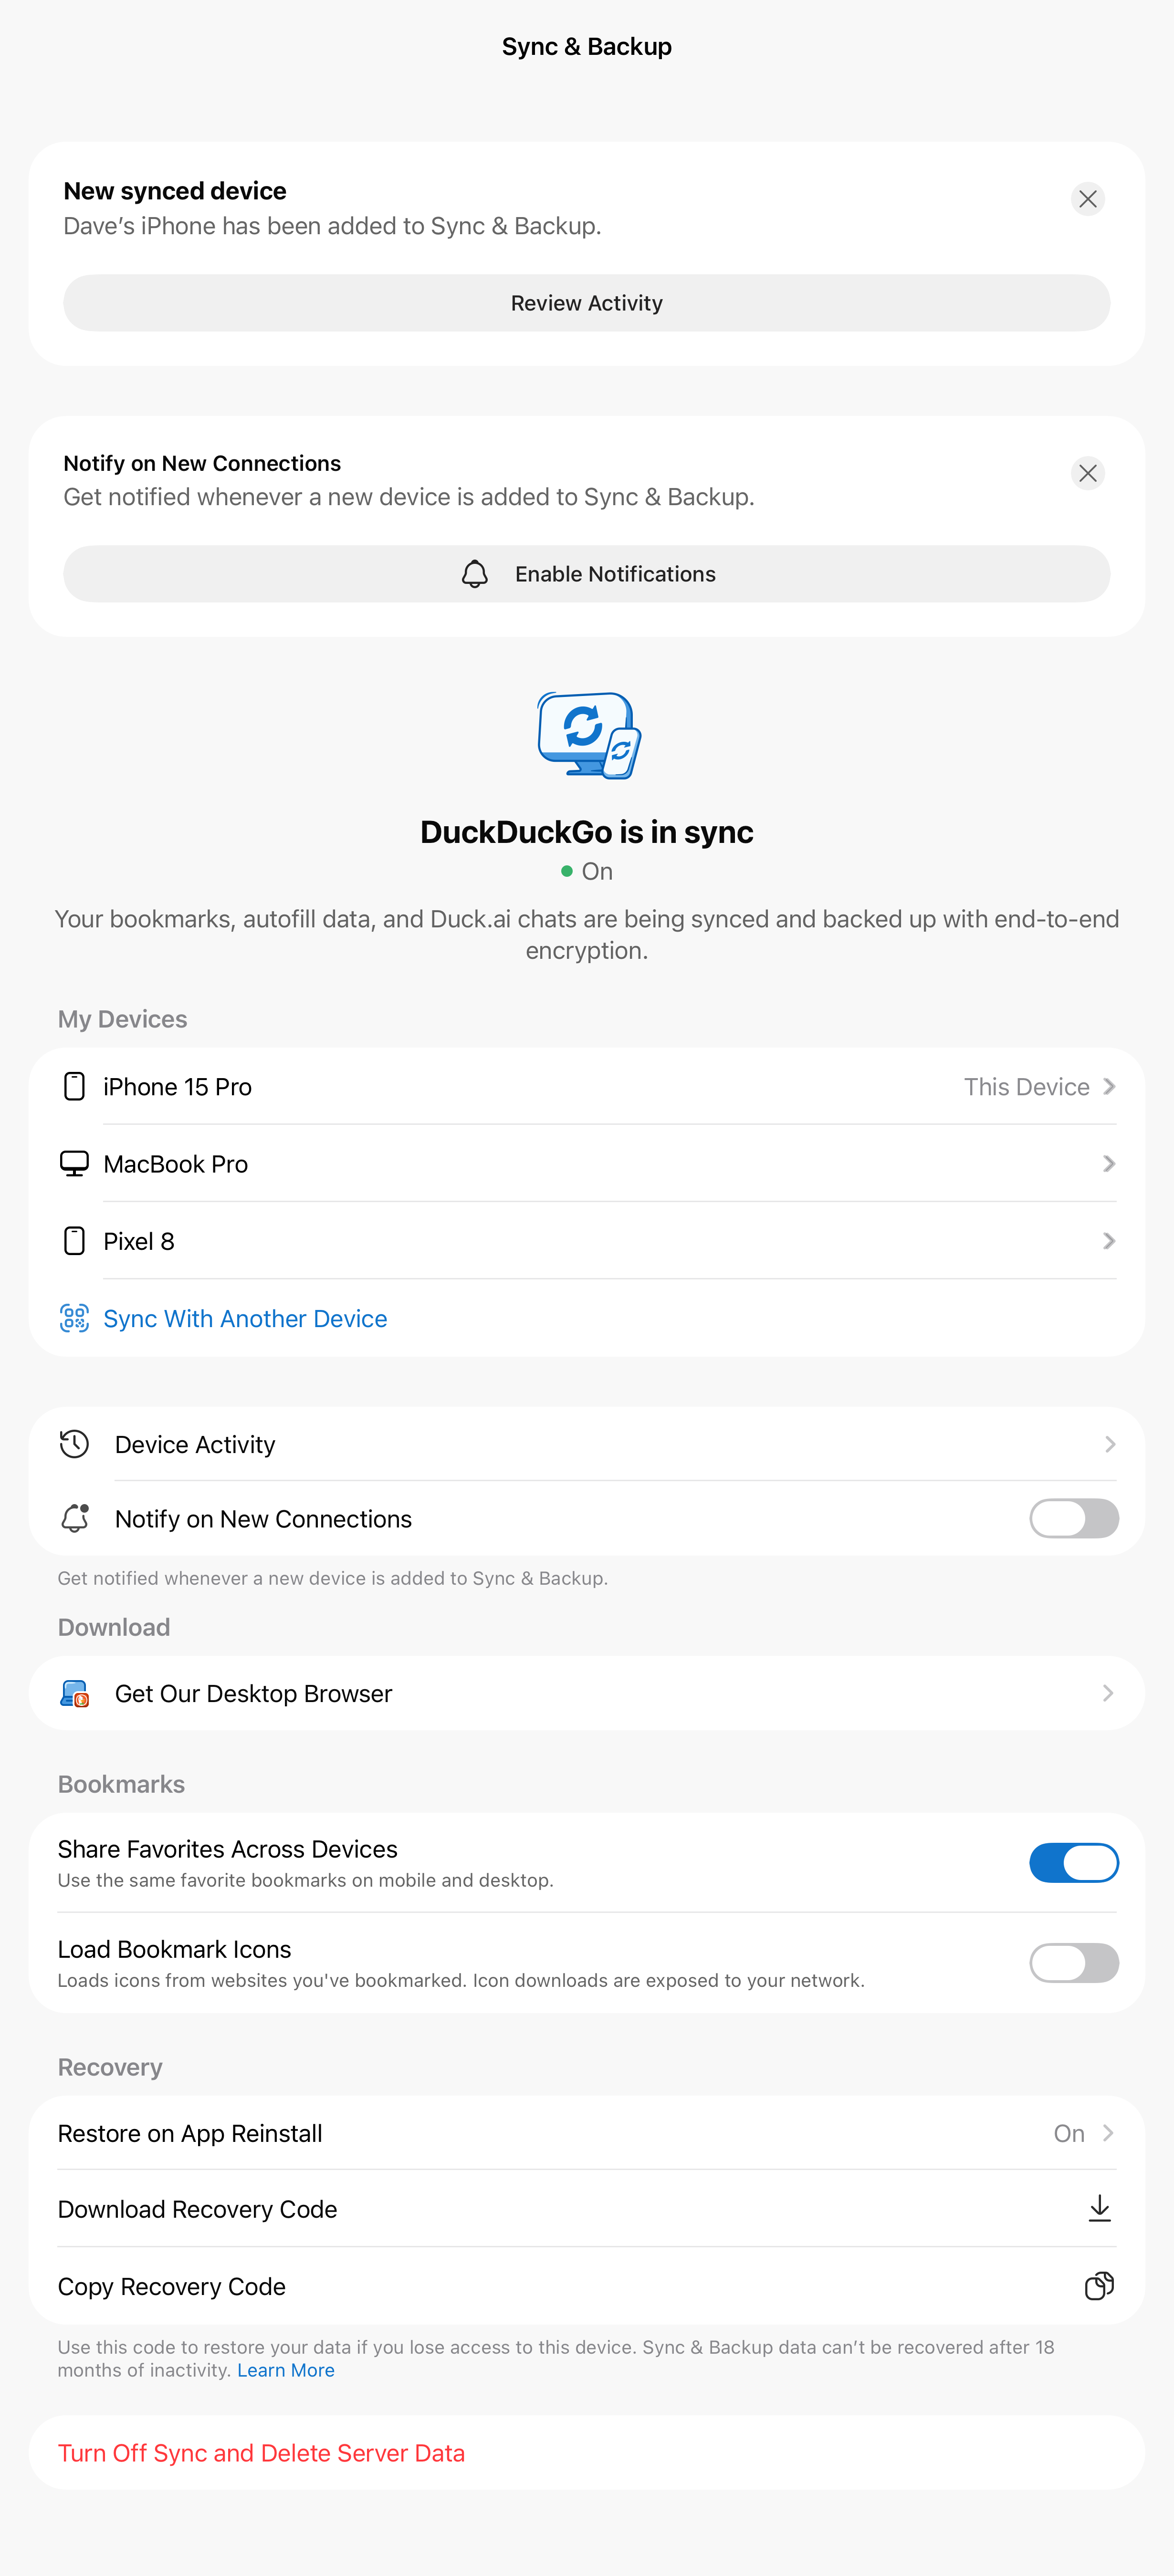 Sync & Backup
New synced device
Dave’s iPhone has been added to Sync & Backup.
Review Activity
Notify on New Connections
Get notified whenever a new device is added to Sync & Backup.
Enable Notifications
DuckDuckGo is in sync
On
Your bookmarks, autofill data, and Duck.ai chats are being synced and backed up with end-to-end
encryption.
My Devices
iPhone 15 Pro
This Device
MacBook Pro
Pixel 8
Sync With Another Device
Device Activity
Notify on New Connections
Get notified whenever a new device is added to Sync & Backup.
Download
Get Our Desktop Browser
Bookmarks
Share Favorites Across Devices
Use the same favorite bookmarks on mobile and desktop.
Load Bookmark Icons
Loads icons from websites you've bookmarked. Icon downloads are exposed to your network.
Recovery
Restore on App Reinstall
On
Download Recovery Code
Copy Recovery Code
Use this code to restore your data if you lose access to this device. Sync & Backup data can’t be recovered after 18
months of inactivity. Learn More
Turn Off Sync and Delete Server Data